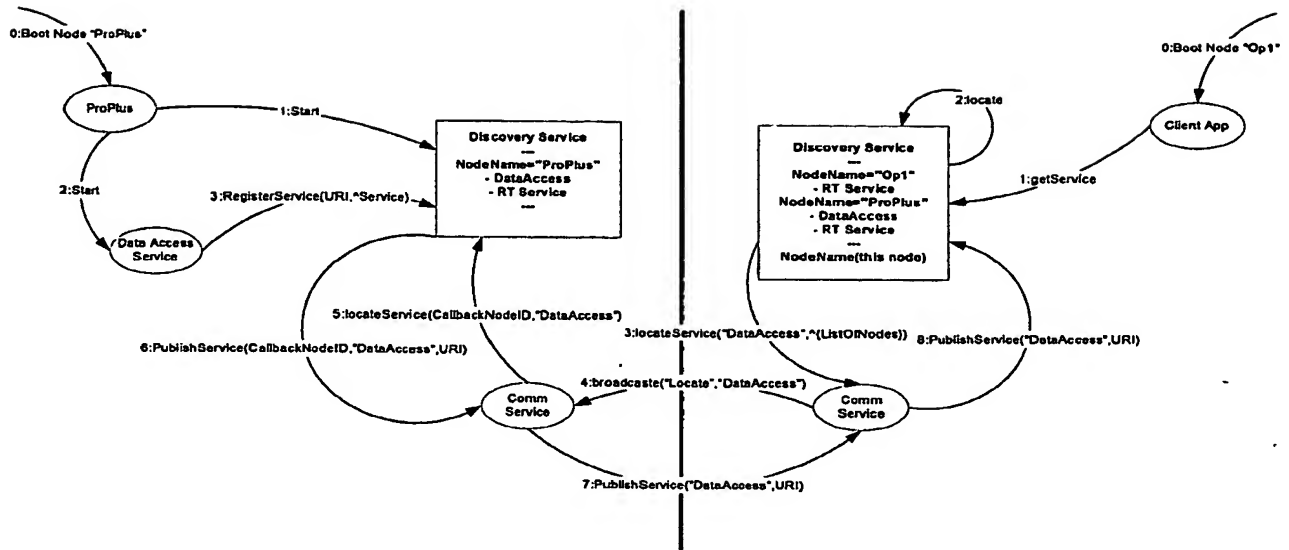 0:Boot Node "ProPlus"
ProPlus
1:Start
2:Start
3:RegisterService(URI,^Service)
Data Access
Service
Discovery Service
---
NodeName="ProPlus"
- DataAccess
- RT Service
---
5:locateService(CallbackNodeID,"DataAccess")
6:PublishService(CallbackNodeID,"DataAccess",URI)
Comm
Service
4:broadcaste("Locate","DataAccess")
7:PublishService("DataAccess",URI)
0:Boot Node "Op1"
Client App
1:getService
2:locate
Discovery Service
---
NodeName="Op1"
- RT Service
NodeName="ProPlus"
- DataAccess
- RT Service
---
NodeName(this node)
3:locateService("DataAccess",^{ListOfNodes})
8:PublishService("DataAccess",URI)
Comm
Service